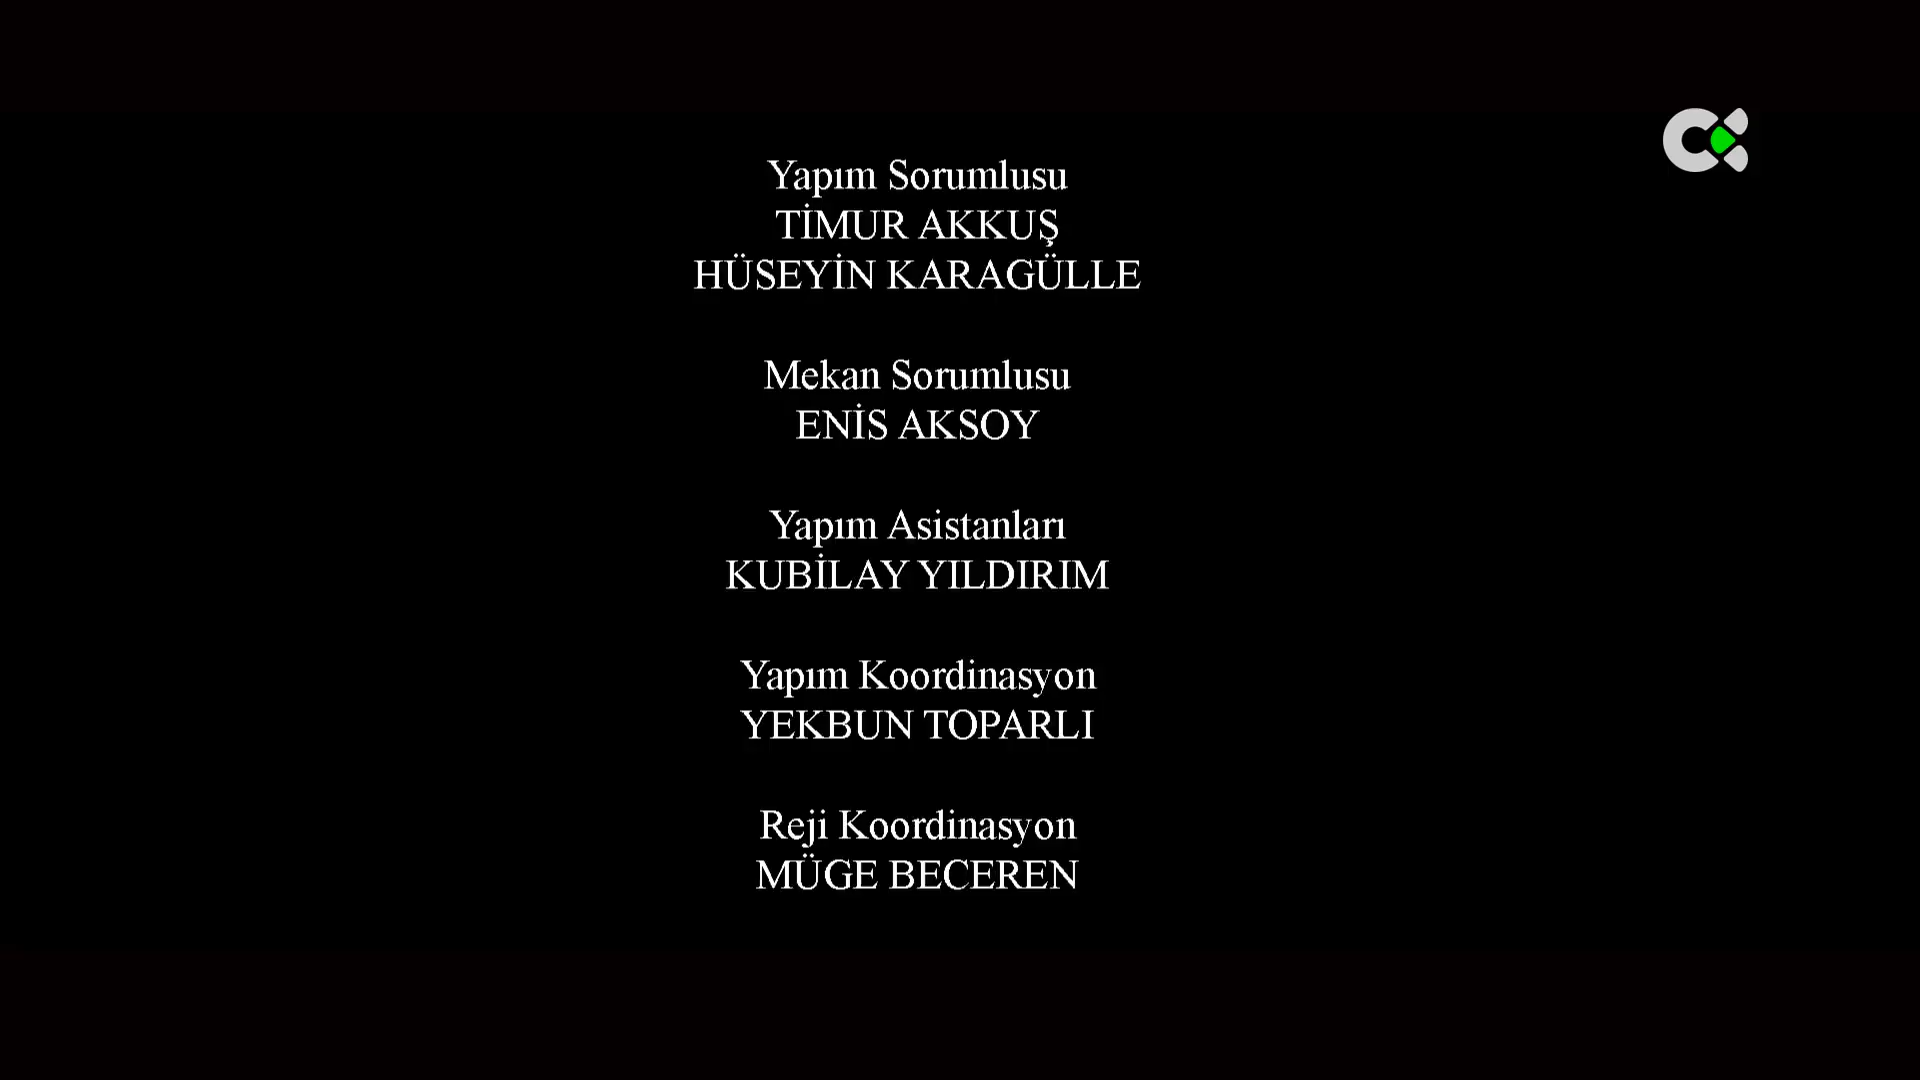 Yapım Sorumlusu
TİMUR AKKUŞ
HÜSEYİN KARAGÜLLE
Mekan Sorumlusu
ENİS AKSOY
Yapım Asistanları
KUBİLAY YILDIRIM
Yapım Koordinasyon
YEKBUN TOPARLI
Reji Koordinasyon
MÜGE BECEREN